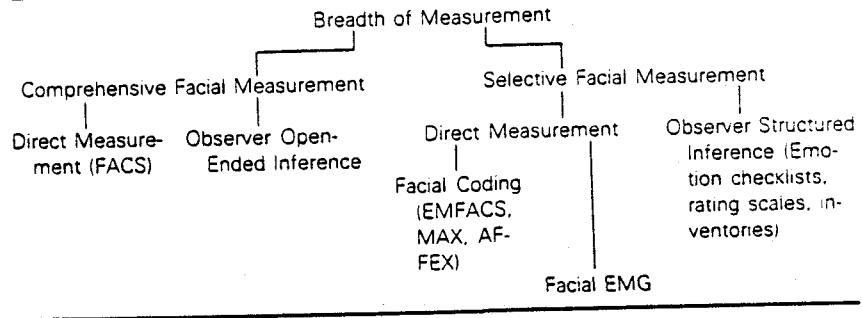 Breadth of Measurement
Comprehensive Facial Measurement
Selective Facial Measurement
Direct Measure-
ment (FACS)
Observer Open-
Ended Inference
Direct Measurement
Facial Coding
(EMFACS,
MAX, AF-
FEX)
Facial EMG
Observer Structured
Inference (Emo-
tion checklists,
rating scales, in-
ventories)